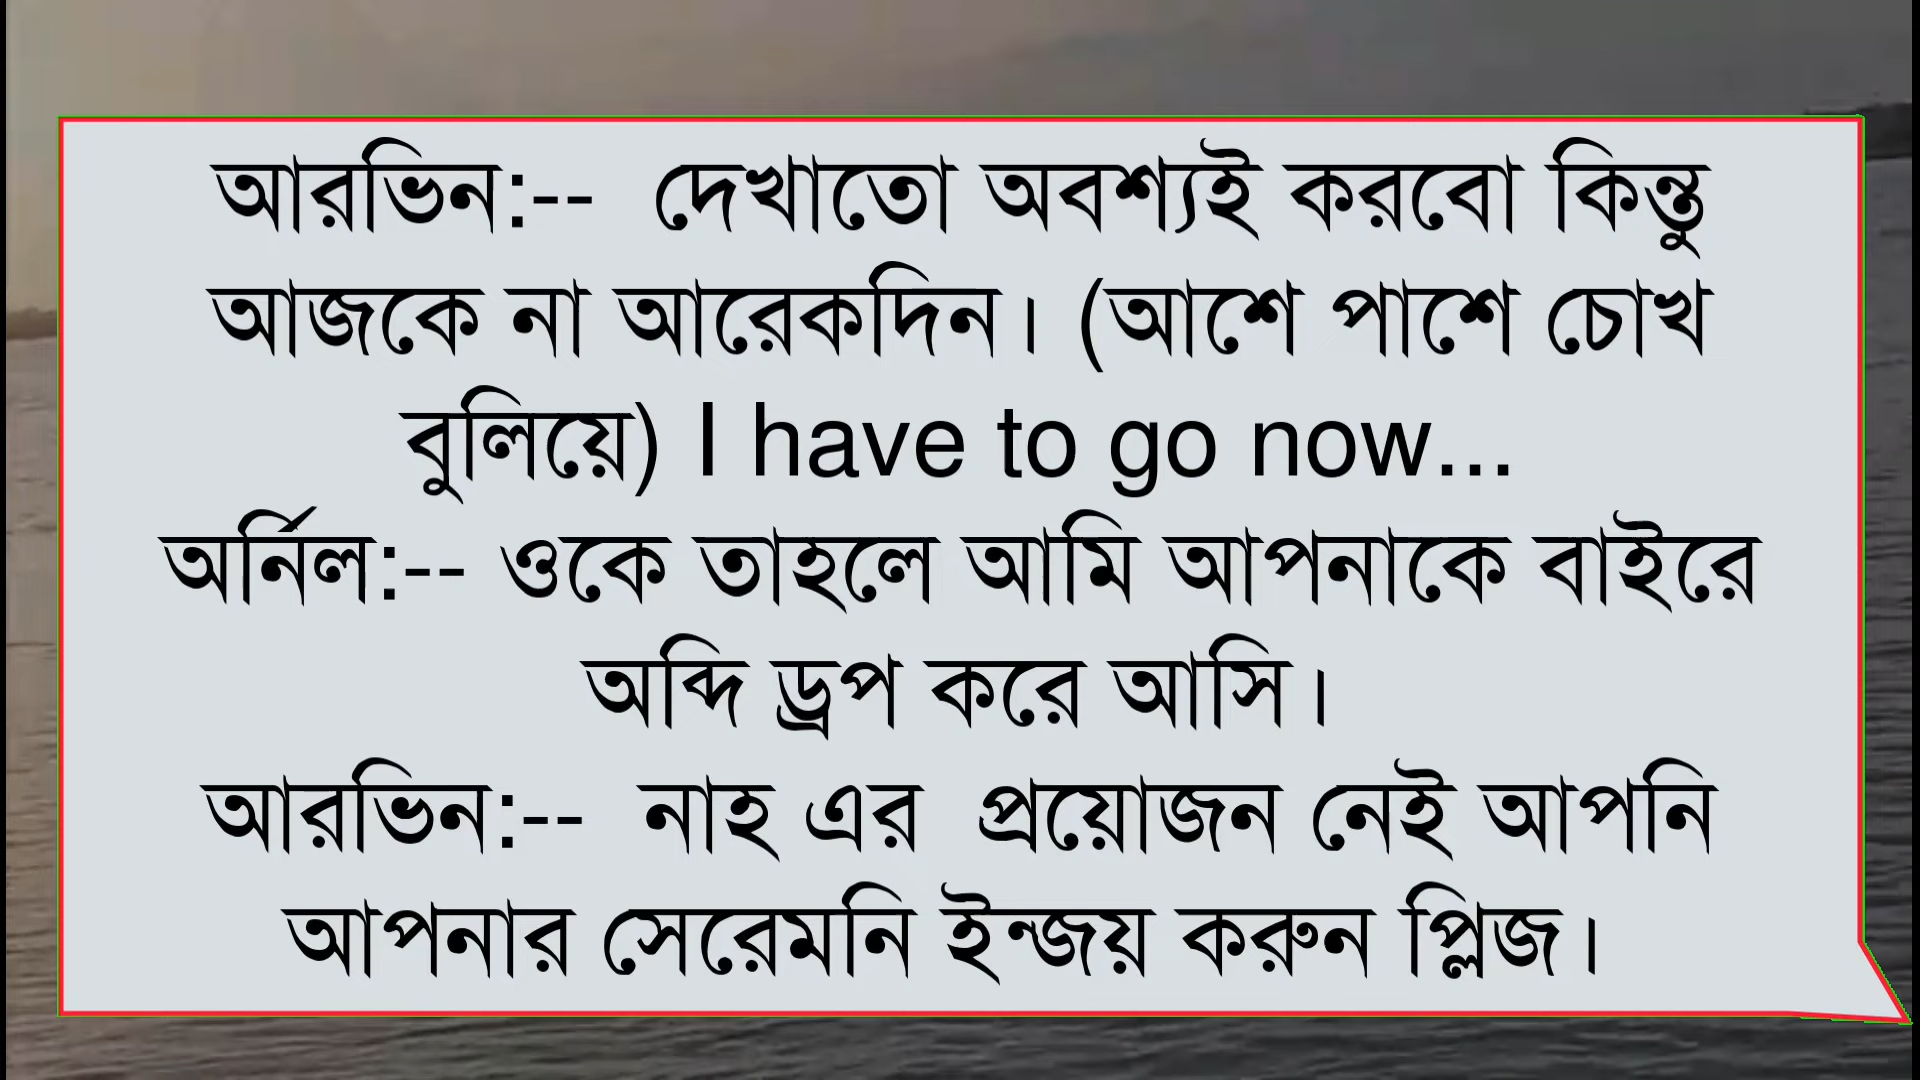 আরভিন:--  দেখাতো অবশ্যই করবো কিন্তু
আজকে না আরেকদিন। (আশে পাশে চোখ
বুলিয়ে) I have to go now...
অর্নিল:-- ওকে তাহলে আমি আপনাকে বাইরে
অব্দি ড্রপ করে আসি।
আরভিন:--  নাহ এর  প্রয়োজন নেই আপনি
আপনার সেরেমনি ইন্জয় করুন প্লিজ।